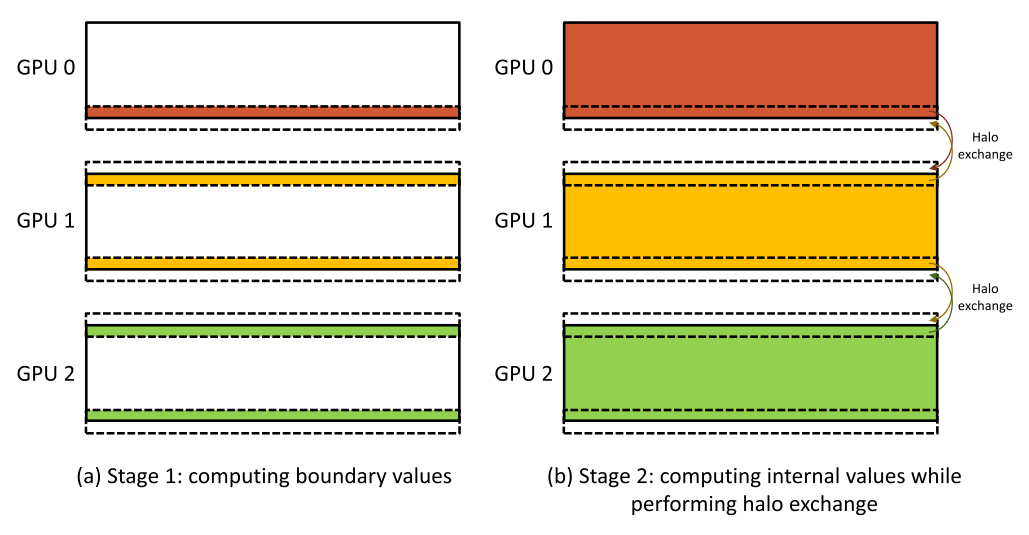 GPU 0
GPU 1
GPU 2
(a) Stage 1: computing boundary values
GPU 0
Halo
exchange
GPU 1
Halo
exchange
GPU 2
(b) Stage 2: computing internal values while
performing halo exchange